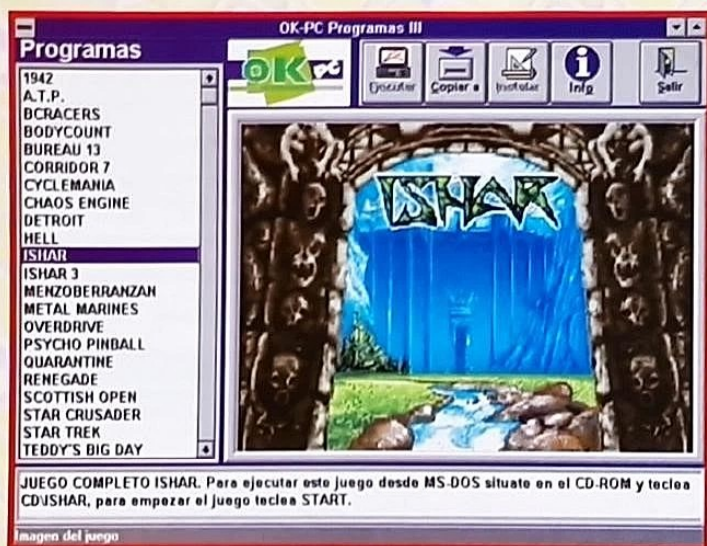 OK-PC Programas III
Programas
OK PC
Ejecutar
Copiar a
Instalar
Info
Salir
1942
A.T.P.
BCRACERS
BODYCOUNT
BUREAU 13
CORRIDOR 7
CYCLEMANIA
CHAOS ENGINE
DETROIT
HELL
ISHAR
ISHAR 3
MENZOBERRANZAN
METAL MARINES
OVERDRIVE
PSYCHO PINBALL
QUARANTINE
RENEGADE
SCOTTISH OPEN
STAR CRUSADER
STAR TREK
TEDDY'S BIG DAY
ISHAR
JUEGO COMPLETO ISHAR. Para ejecutar este juego desde MS-DOS situate en el CD-ROM y teclea
CD\ISHAR, para empezar el juego teclea START.
Imagen del juego